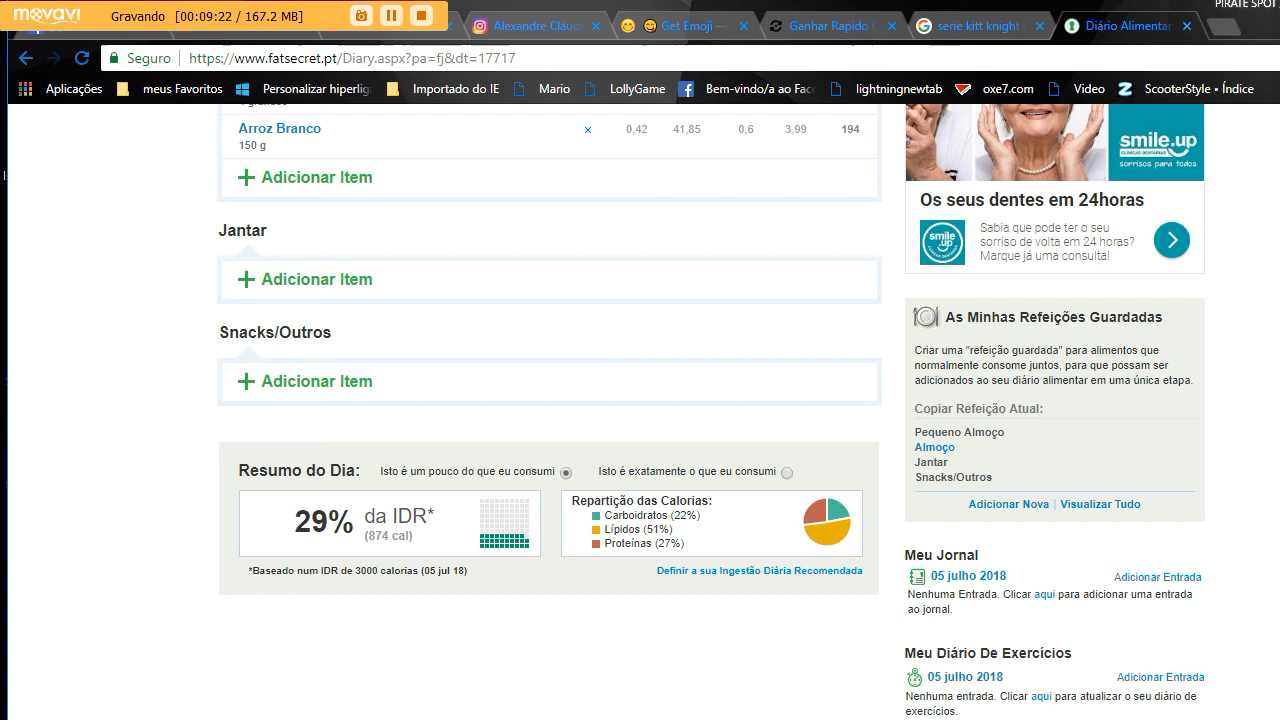 movavi
Gravando [00:09:22 / 167.2 MB]
PIRATE SPOT
Alexandre Cláud
Get Emoji —
Ganhar Rapido
serie kitt knight
Diário Alimentar
Seguro
https://www.fatsecret.pt/Diary.aspx?pa=fj&dt=17717
Aplicações
meus Favoritos
Personalizar hiperlig
Importado do IE
Mario
LollyGame
Bem-vindo/a ao Face
lightningnewtab
oxe7.com
Video
ScooterStyle • Índice
Arroz Branco
150 g
0,42 41,85 0,6 3,99 194
Adicionar Item
Jantar
Adicionar Item
Snacks/Outros
Adicionar Item
Resumo do Dia:
Isto é um pouco do que eu consumi
Isto é exatamente o que eu consumi
29% da IDR*
(874 cal)
*Baseado num IDR de 3000 calorias (05 jul 18)
Repartição das Calorias:
Carboidratos (22%)
Lípidos (51%)
Proteínas (27%)
Definir a sua Ingestão Diária Recomendada
smile.up
CLÍNICAS DENTÁRIAS
sorrisos para todos
Os seus dentes em 24horas
smile.up
Sabia que pode ter o seu
sorriso de volta em 24 horas?
Marque já uma consulta!
As Minhas Refeições Guardadas
Criar uma "refeição guardada" para alimentos que
normalmente consome juntos, para que possam ser
adicionados ao seu diário alimentar em uma única etapa.
Copiar Refeição Atual:
Pequeno Almoço
Almoço
Jantar
Snacks/Outros
Adicionar Nova | Visualizar Tudo
Meu Jornal
05 julho 2018
Adicionar Entrada
Nenhuma Entrada. Clicar aqui para adicionar uma entrada
ao jornal.
Meu Diário De Exercícios
05 julho 2018
Adicionar Entrada
Nenhuma entrada. Clicar aqui para atualizar o seu diário de
exercícios.